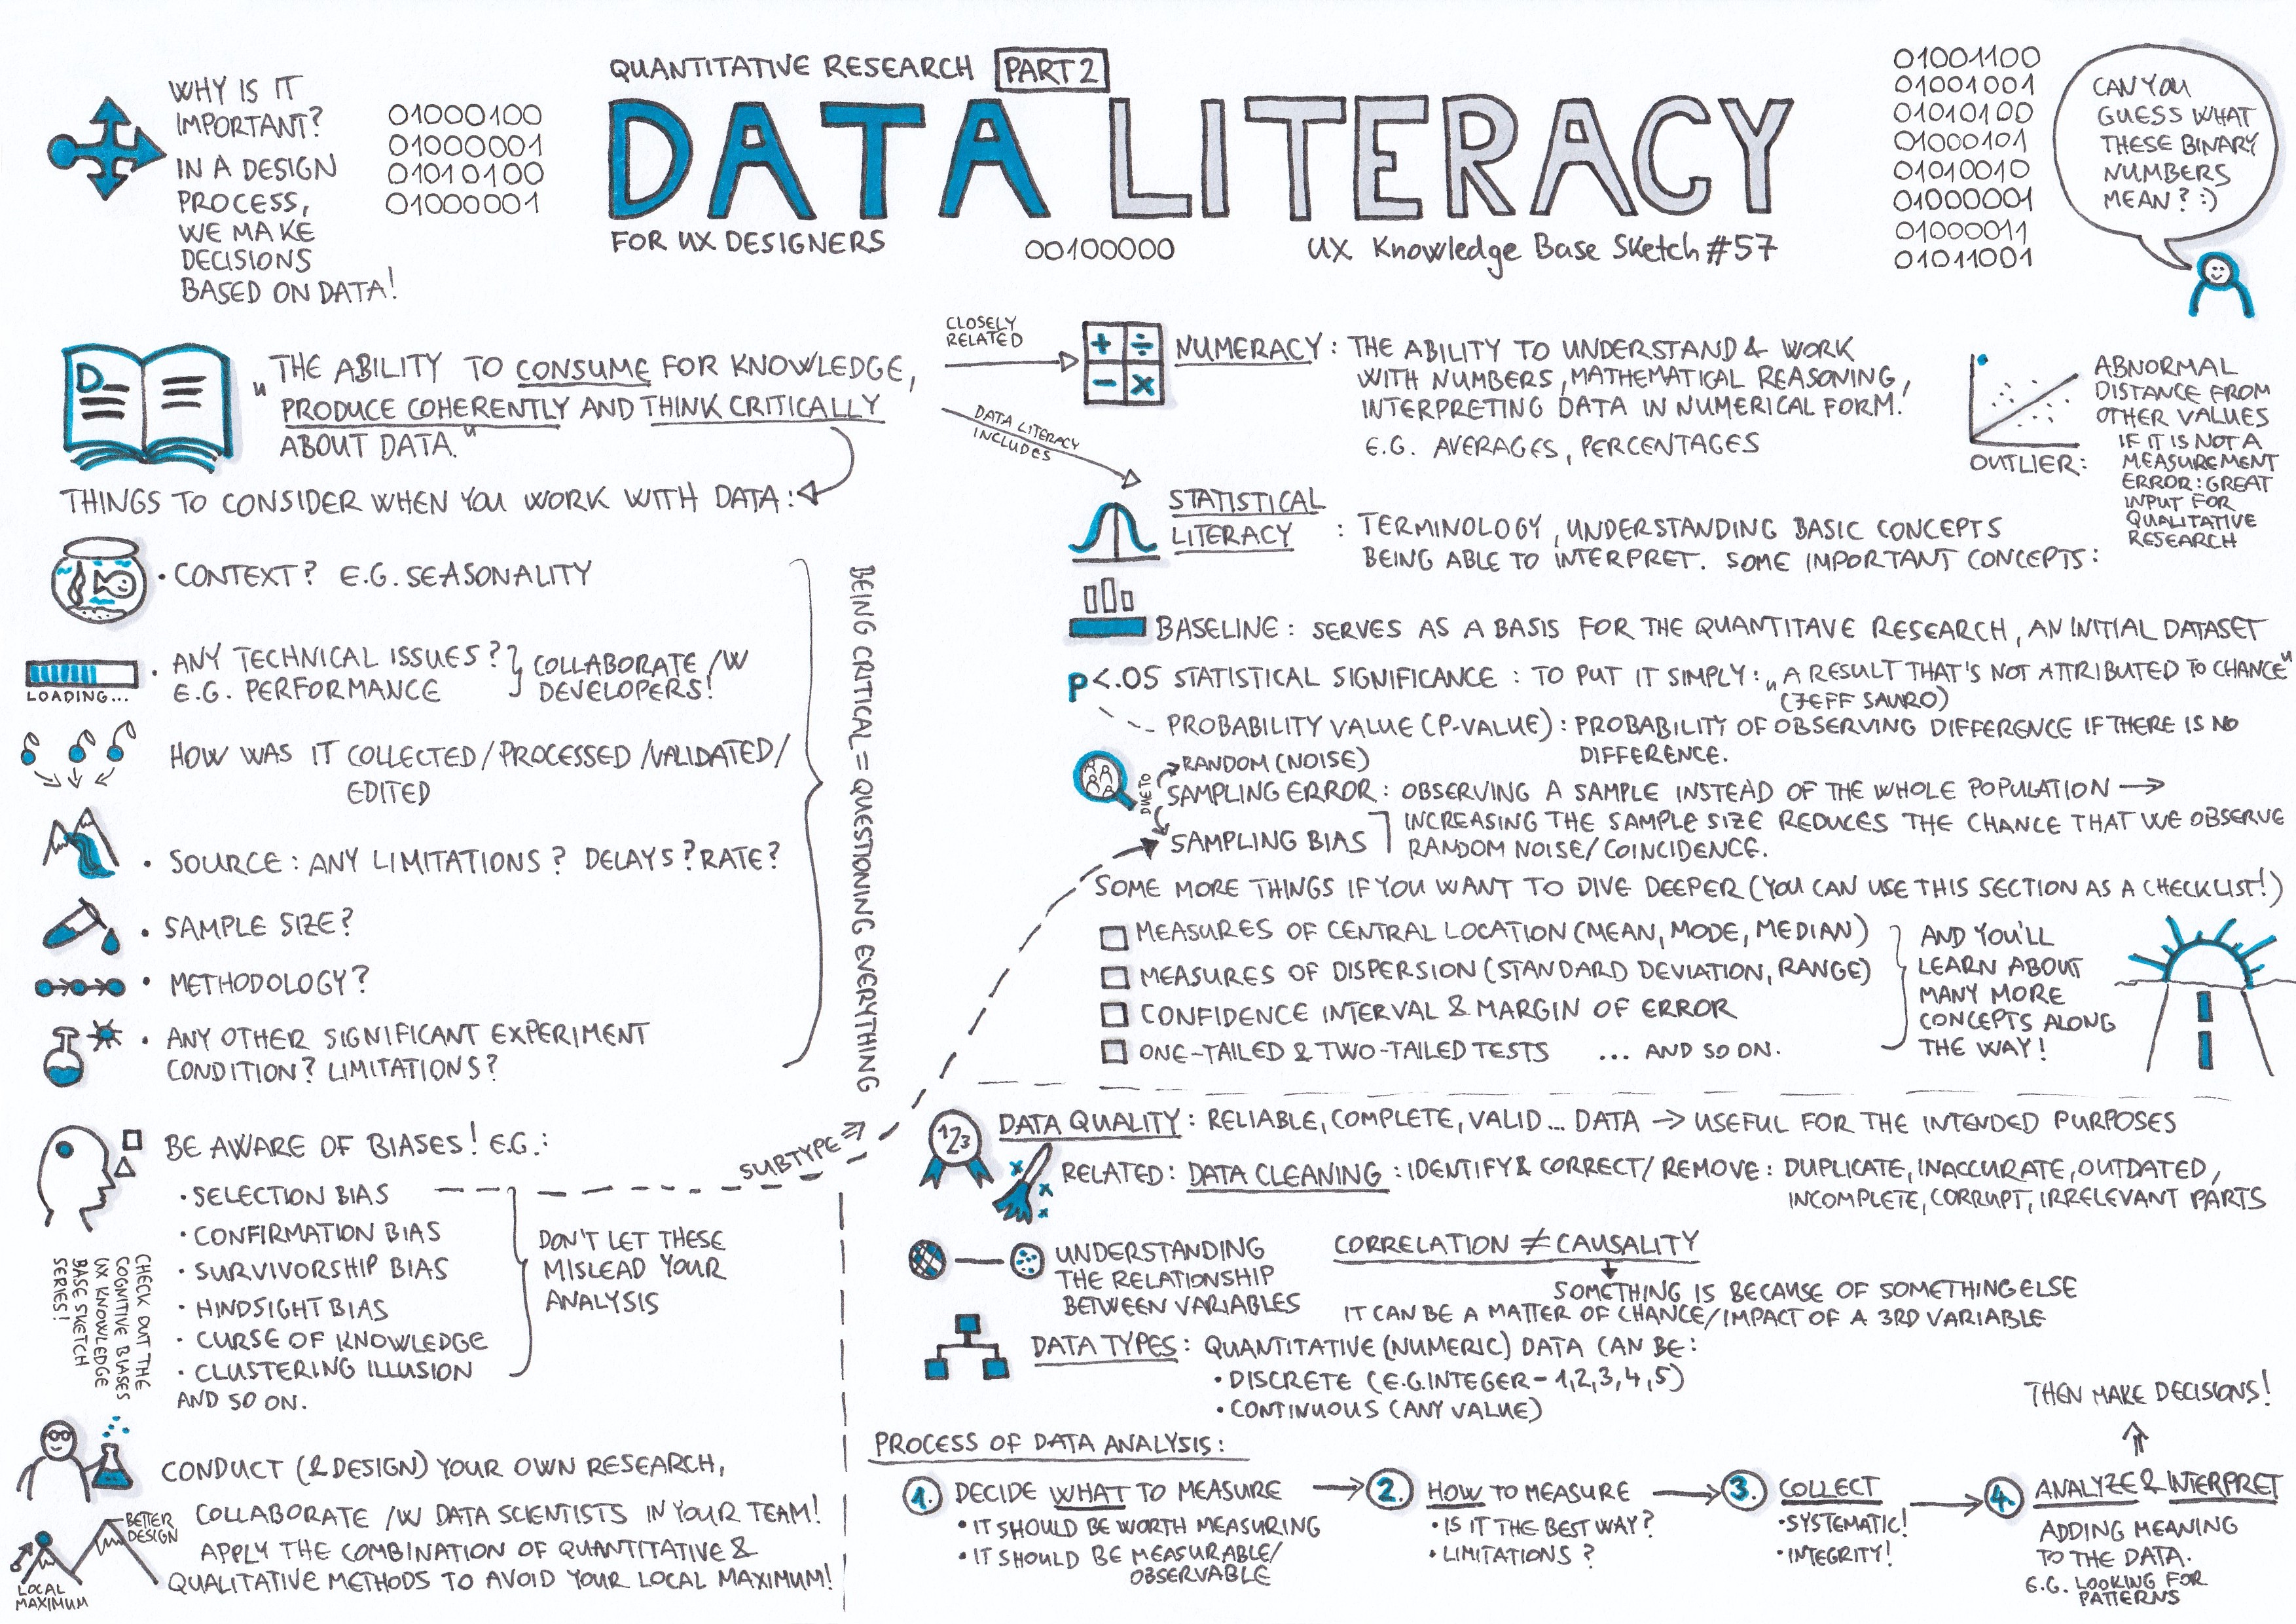 QUANTITATIVE RESEARCH PART 2
DATA LITERACY
FOR UX DESIGNERS
00100000
UX Knowledge Base Sketch #57
WHY IS IT
IMPORTANT?
IN A DESIGN
PROCESS,
WE MAKE
DECISIONS
BASED ON DATA!
01000100
01000001
01010100
01000001
01001100
01001001
01010100
01000101
01010010
01000001
01000011
01011001
CAN YOU
GUESS WHAT
THESE BINARY
NUMBERS
MEAN? :)
D
"THE ABILITY TO CONSUME FOR KNOWLEDGE,
PRODUCE COHERENTLY AND THINK CRITICALLY
ABOUT DATA."
THINGS TO CONSIDER WHEN YOU WORK WITH DATA:
• CONTEXT? E.G. SEASONALITY
LOADING...
• ANY TECHNICAL ISSUES?
E.G. PERFORMANCE
COLLABORATE /W
DEVELOPERS!
HOW WAS IT COLLECTED/PROCESSED/VALIDATED/
EDITED
• SOURCE: ANY LIMITATIONS? DELAYS? RATE?
• SAMPLE SIZE?
• METHODOLOGY?
• ANY OTHER SIGNIFICANT EXPERIMENT
CONDITION? LIMITATIONS?
BEING CRITICAL = QUESTIONING EVERYTHING
BE AWARE OF BIASES! E.G.:
• SELECTION BIAS
• CONFIRMATION BIAS
• SURVIVORSHIP BIAS
• HINDSIGHT BIAS
• CURSE OF KNOWLEDGE
• CLUSTERING ILLUSION
AND SO ON.
DON'T LET THESE
MISLEAD YOUR
ANALYSIS
SUBTYPE
CHECK OUT THE
COGNITIVE BIASES
UX KNOWLEDGE
BASE SKETCH
SERIES!
CONDUCT (& DESIGN) YOUR OWN RESEARCH,
COLLABORATE /W DATA SCIENTISTS IN YOUR TEAM!
APPLY THE COMBINATION OF QUANTITATIVE &
QUALITATIVE METHODS TO AVOID YOUR LOCAL MAXIMUM!
BETTER
DESIGN
LOCAL
MAXIMUM
CLOSELY
RELATED
+ ÷
- x
NUMERACY: THE ABILITY TO UNDERSTAND & WORK
WITH NUMBERS, MATHEMATICAL REASONING,
INTERPRETING DATA IN NUMERICAL FORM.
E.G. AVERAGES, PERCENTAGES
DATA LITERACY
INCLUDES
OUTLIER:
ABNORMAL
DISTANCE FROM
OTHER VALUES
IF IT IS NOT A
MEASUREMENT
ERROR: GREAT
INPUT FOR
QUALITATIVE
RESEARCH
STATISTICAL
LITERACY
: TERMINOLOGY, UNDERSTANDING BASIC CONCEPTS
BEING ABLE TO INTERPRET. SOME IMPORTANT CONCEPTS:
BASELINE: SERVES AS A BASIS FOR THE QUANTITAVE RESEARCH, AN INITIAL DATASET
p<.05 STATISTICAL SIGNIFICANCE: TO PUT IT SIMPLY: "A RESULT THAT'S NOT ATTRIBUTED TO CHANCE"
(JEFF SAURO)
PROBABILITY VALUE (P-VALUE): PROBABILITY OF OBSERVING DIFFERENCE IF THERE IS NO
DIFFERENCE.
DUE TO
RANDOM (NOISE)
SAMPLING ERROR: OBSERVING A SAMPLE INSTEAD OF THE WHOLE POPULATION →
SAMPLING BIAS
INCREASING THE SAMPLE SIZE REDUCES THE CHANCE THAT WE OBSERVE
RANDOM NOISE/COINCIDENCE.
SOME MORE THINGS IF YOU WANT TO DIVE DEEPER (YOU CAN USE THIS SECTION AS A CHECKLIST!)
MEASURES OF CENTRAL LOCATION (MEAN, MODE, MEDIAN)
MEASURES OF DISPERSION (STANDARD DEVIATION, RANGE)
CONFIDENCE INTERVAL & MARGIN OF ERROR
ONE-TAILED & TWO-TAILED TESTS ... AND SO ON.
AND YOU'LL
LEARN ABOUT
MANY MORE
CONCEPTS ALONG
THE WAY!
123
DATA QUALITY: RELIABLE, COMPLETE, VALID... DATA → USEFUL FOR THE INTENDED PURPOSES
RELATED: DATA CLEANING: IDENTIFY & CORRECT/REMOVE: DUPLICATE, INACCURATE, OUTDATED,
INCOMPLETE, CORRUPT, IRRELEVANT PARTS
UNDERSTANDING
THE RELATIONSHIP
BETWEEN VARIABLES
CORRELATION ≠ CAUSALITY
SOMETHING IS BECAUSE OF SOMETHING ELSE
IT CAN BE A MATTER OF CHANCE/IMPACT OF A 3RD VARIABLE
DATA TYPES: QUANTITATIVE (NUMERIC) DATA CAN BE:
• DISCRETE (E.G. INTEGER - 1,2,3,4,5)
• CONTINUOUS (ANY VALUE)
PROCESS OF DATA ANALYSIS:
1. DECIDE WHAT TO MEASURE
• IT SHOULD BE WORTH MEASURING
• IT SHOULD BE MEASURABLE/
OBSERVABLE
2. HOW TO MEASURE
• IS IT THE BEST WAY?
• LIMITATIONS?
3. COLLECT
• SYSTEMATIC!
• INTEGRITY!
4. ANALYZE & INTERPRET
ADDING MEANING
TO THE DATA.
E.G. LOOKING FOR
PATTERNS
THEN MAKE DECISIONS!